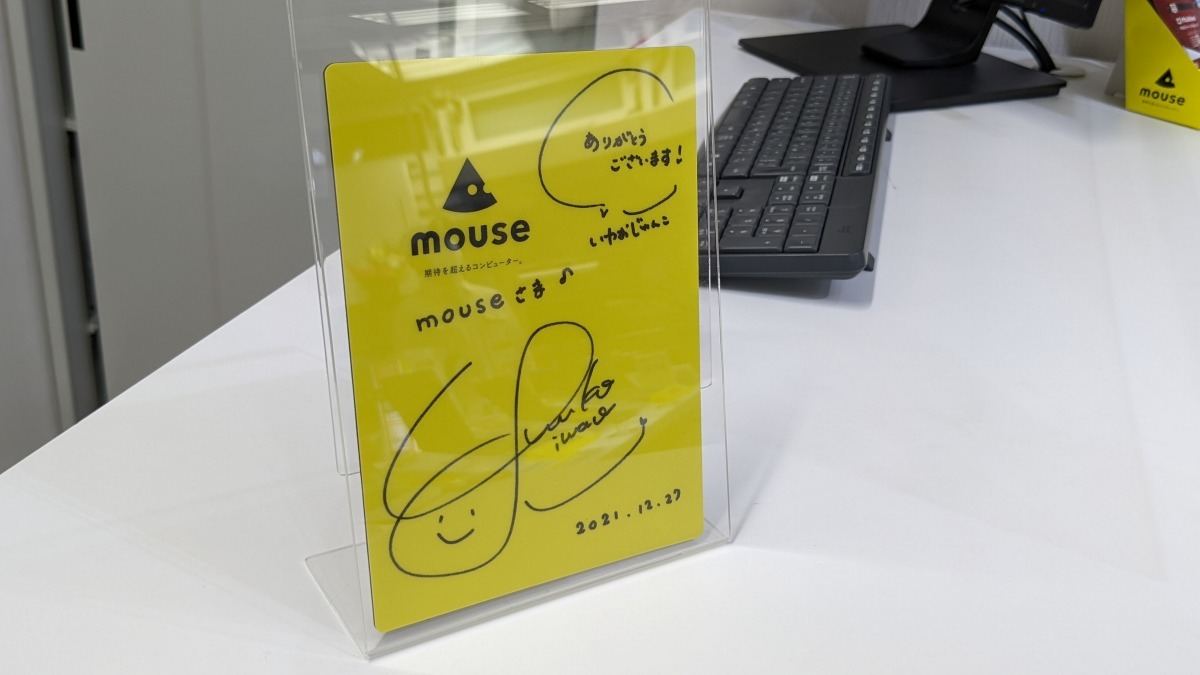 mouse
期待を超えるコンピューター。
ありがとう
ございます!
いわおじゅんこ
mouseさま♪
Junko
iwao
2021.12.27
mouse